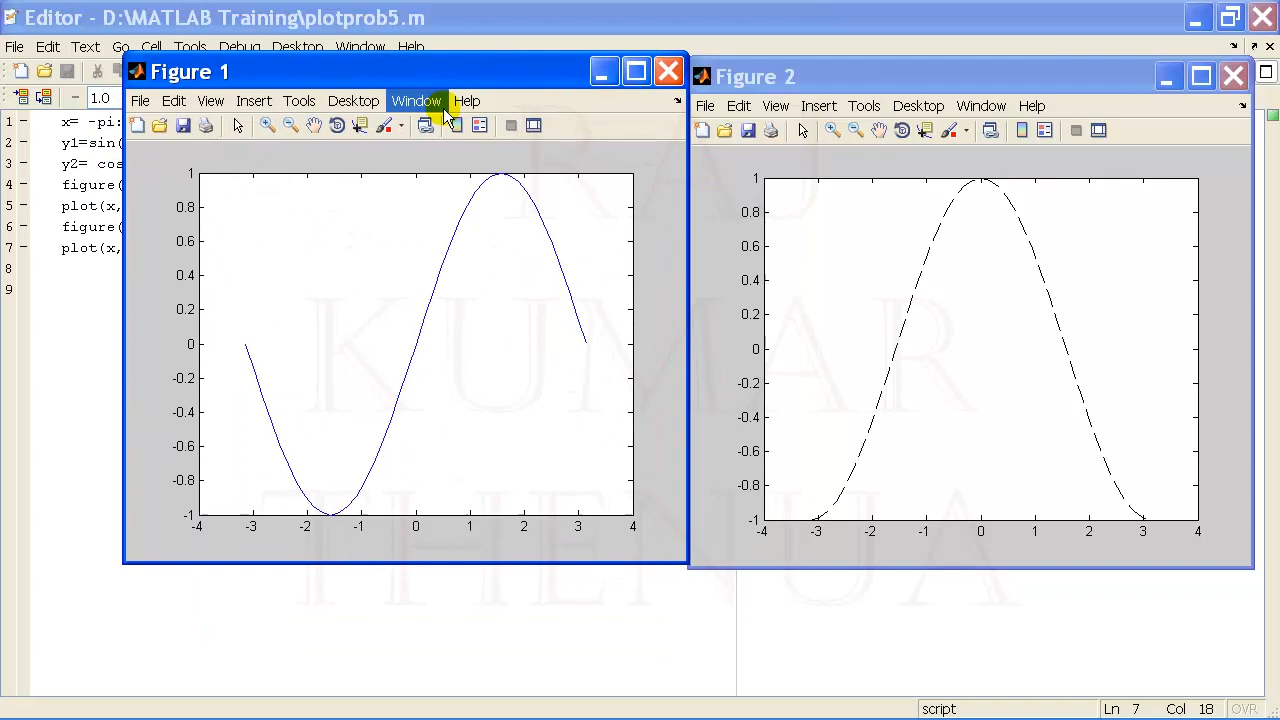 Editor - D:\MATLAB Training\plotprob5.m
File Edit Text Go Cell Tools Debug Desktop Window Help
1.0
1 x= -pi:
2 y1=sin(
3 y2= cos
4 figure(
5 plot(x,
6 figure(
7 plot(x,
8
9
Figure 1
File Edit View Insert Tools Desktop Window Help
1
0.8
0.6
0.4
0.2
0
-0.2
-0.4
-0.6
-0.8
-1
-4 -3 -2 -1 0 1 2 3 4
Figure 2
File Edit View Insert Tools Desktop Window Help
1
0.8
0.6
0.4
0.2
0
-0.2
-0.4
-0.6
-0.8
-1
-4 -3 -2 -1 0 1 2 3 4
RAJ
KUMAR
THENUA
script Ln 7 Col 18 OVR